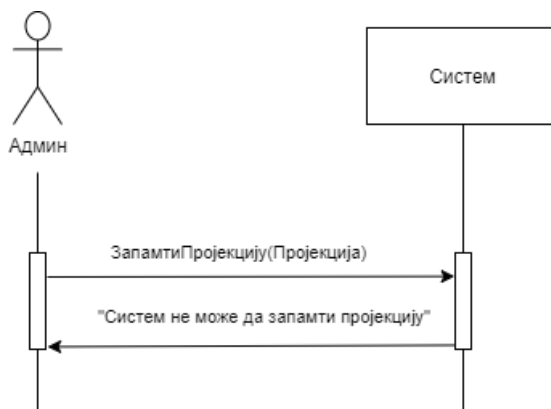 Систем
Админ
ЗапамтиПројекцију(Пројекција)
"Систем не може да запамти пројекцију"